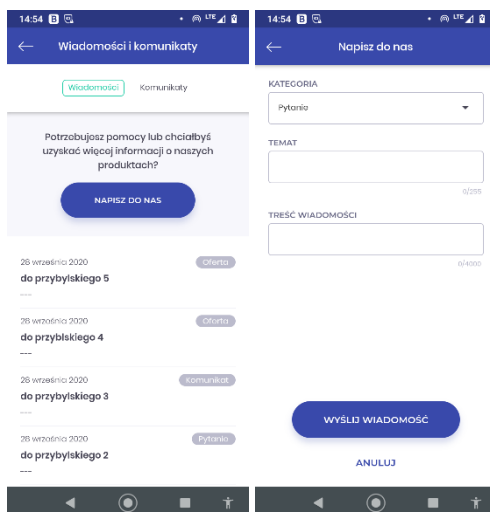 14:54 B LTE
Wiadomości i komunikaty
Wiadomości Komunikaty
Potrzebujesz pomocy lub chciałbyś
uzyskać więcej informacji o naszych
produktach?
NAPISZ DO NAS
28 września 2020 Oferta
do przybylskiego 5
---
28 września 2020 Oferta
do przyblskiego 4
---
28 września 2020 Komunikat
do przybylskiego 3
---
28 września 2020 Pytanie
do przybylskiego 2
---
14:54 B LTE
Napisz do nas
KATEGORIA
Pytanie
TEMAT
0/255
TREŚĆ WIADOMOŚCI
0/4000
WYŚLIJ WIADOMOŚĆ
ANULUJ